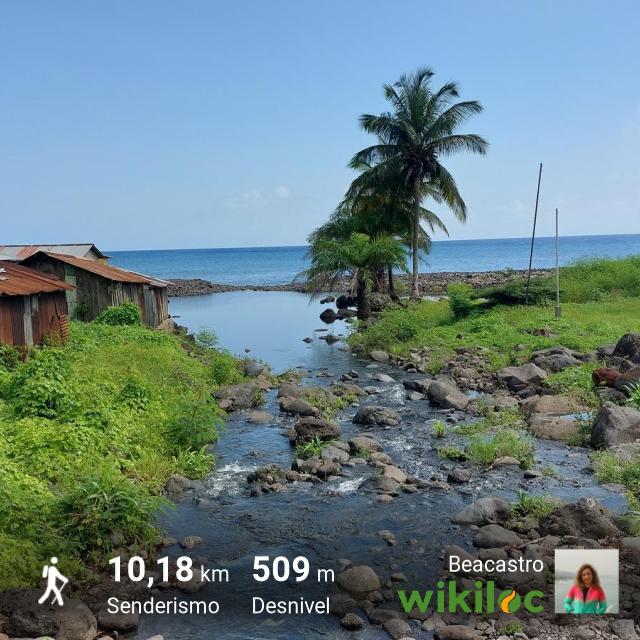 10,18 km
Senderismo
509 m
Desnivel
Beacastro
wikiloc